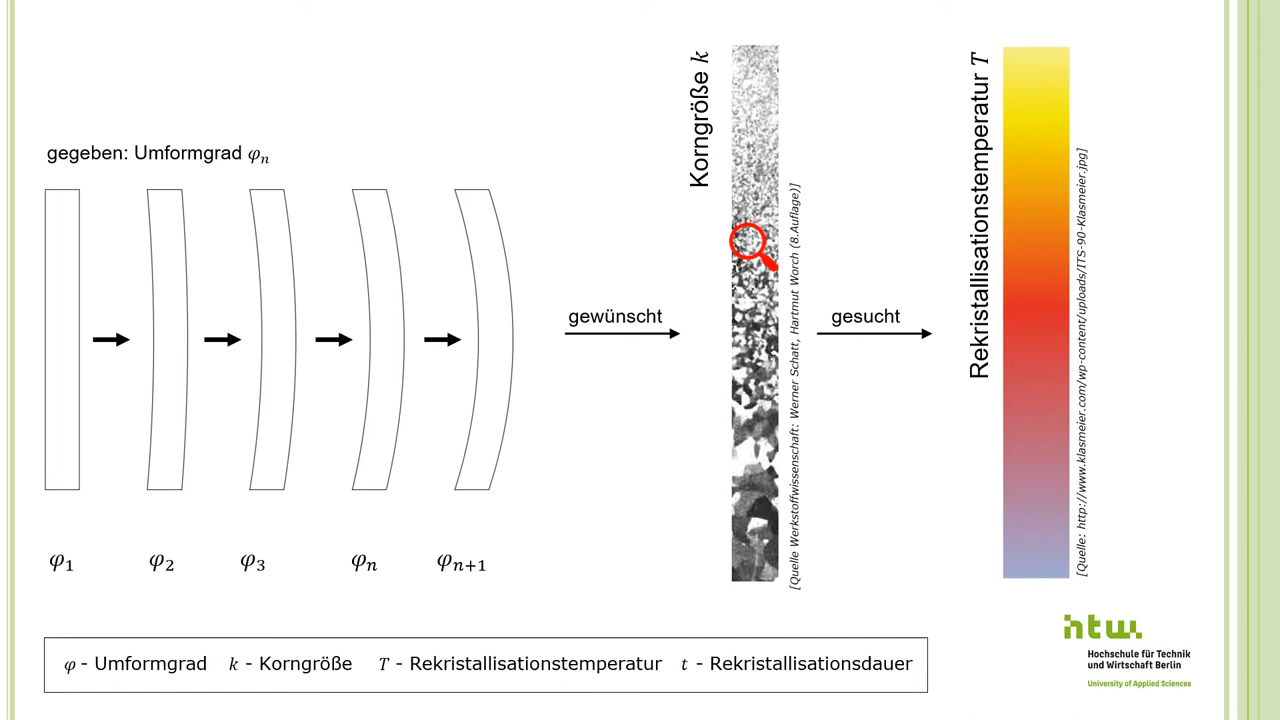 gegeben: Umformgrad φₙ
φ₁ φ₂ φ₃ φₙ φₙ₊₁
gewünscht
Korngröße k
[Quelle Werkstoffwissenschaft: Werner Schatt, Hartmut Worch (8.Auflage)]
gesucht
Rekristallisationstemperatur T
[Quelle: http://www.klasmeier.com/wp-content/uploads/ITS-90-Klasmeier.jpg]
φ - Umformgrad k - Korngröße T - Rekristallisationstemperatur t - Rekristallisationsdauer
htw.
Hochschule für Technik
und Wirtschaft Berlin
University of Applied Sciences